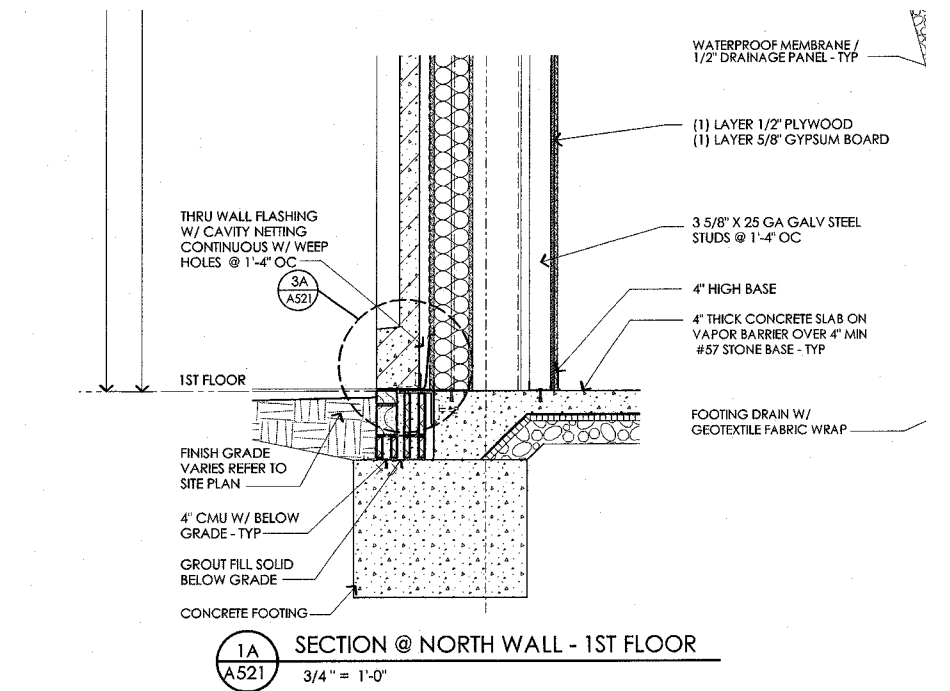 WATERPROOF MEMBRANE /
1/2" DRAINAGE PANEL - TYP
(1) LAYER 1/2" PLYWOOD
(1) LAYER 5/8" GYPSUM BOARD
THRU WALL FLASHING
W/ CAVITY NETTING
CONTINUOUS W/ WEEP
HOLES @ 1'-4" OC
3A
A521
3 5/8" X 25 GA GALV STEEL
STUDS @ 1'-4" OC
4" HIGH BASE
4" THICK CONCRETE SLAB ON
VAPOR BARRIER OVER 4" MIN
#57 STONE BASE - TYP
1ST FLOOR
FOOTING DRAIN W/
GEOTEXTILE FABRIC WRAP
FINISH GRADE
VARIES REFER TO
SITE PLAN
4" CMU W/ BELOW
GRADE - TYP
GROUT FILL SOLID
BELOW GRADE
CONCRETE FOOTING
1A
A521
SECTION @ NORTH WALL - 1ST FLOOR
3/4" = 1'-0"